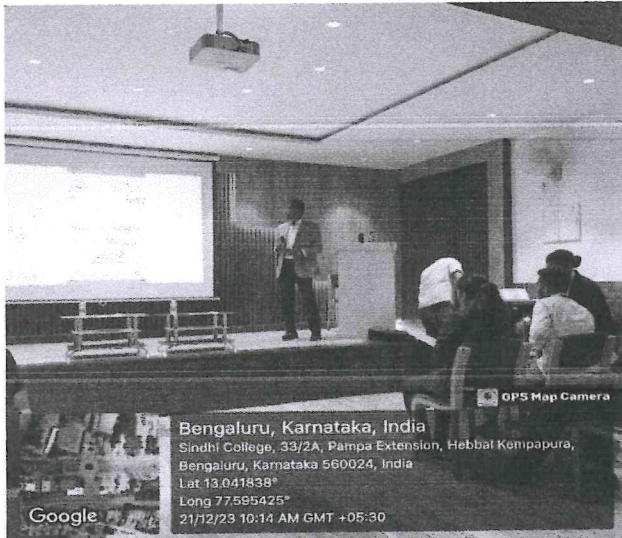 GPS Map Camera
Bengaluru, Karnataka, India
Sindhi College, 33/2A, Pampa Extension, Hebbal Kempapura,
Bengaluru, Karnataka 560024, India
Lat 13.041838°
Long 77.595425°
21/12/23 10:14 AM GMT +05:30
Google